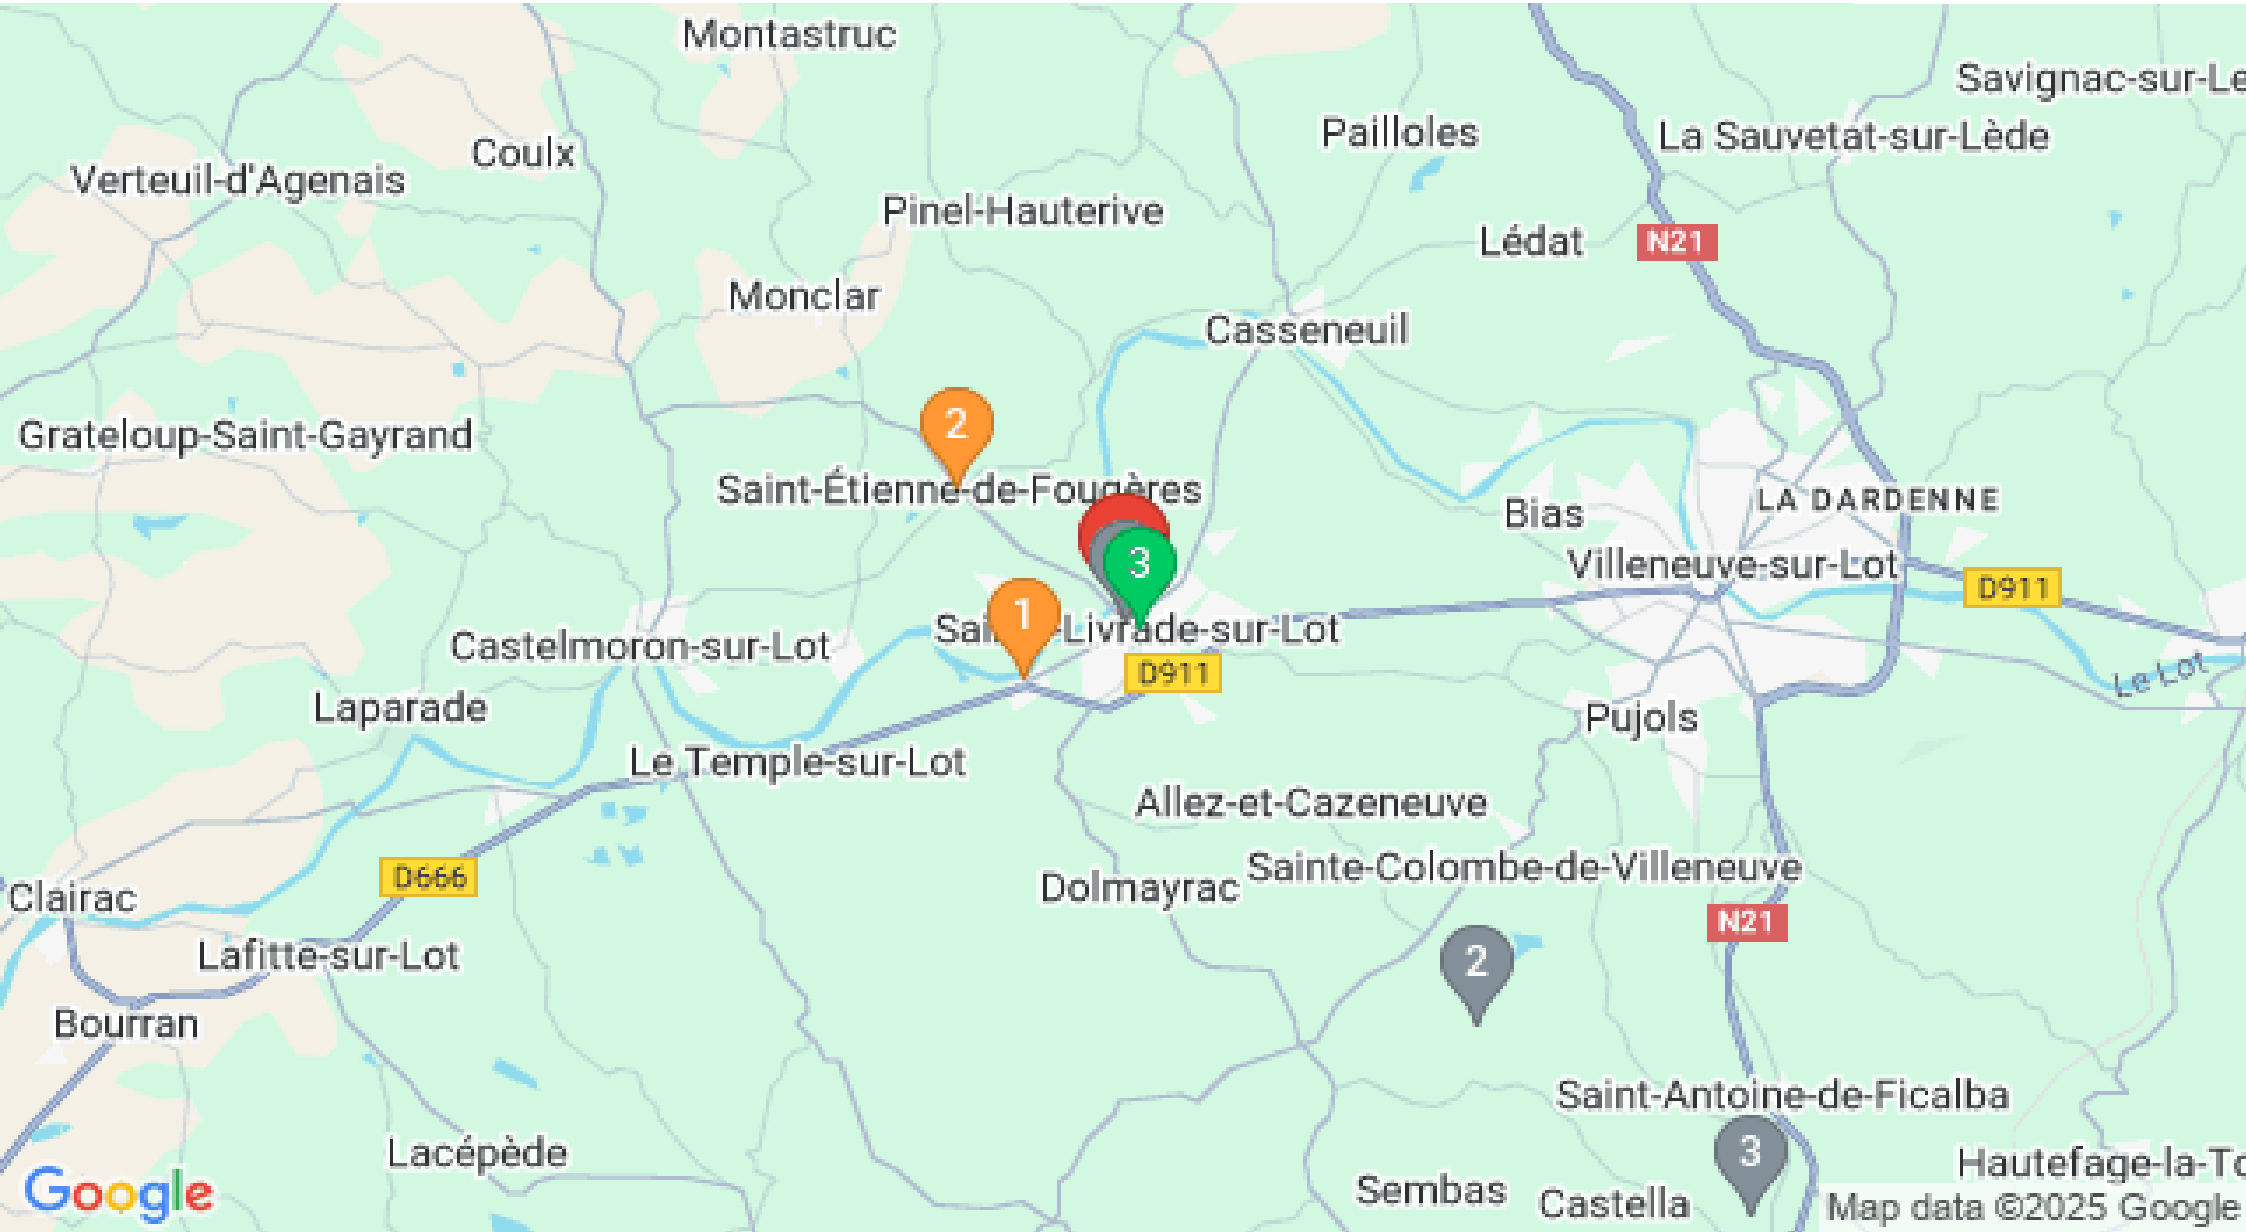 Montastruc
Savignac-sur-Le
Pailloles
La Sauvetat-sur-Lède
Coulx
Verteuil-d'Agenais
Pinel-Hauterive
Lédat
N21
Monclar
Casseneuil
2
Grateloup-Saint-Gayrand
Saint-Étienne-de-Fougères
LA DARDENNE
Bias
3
Villeneuve-sur-Lot
D911
1
Livrade-sur-Lot
Castelmoron-sur-Lot
D911
Le Lot
Laparade
Pujols
Le Temple-sur-Lot
Allez-et-Cazeneuve
Sainte-Colombe-de-Villeneuve
D666
Dolmayrac
Clairac
N21
Lafitte-sur-Lot
2
Bourran
Saint-Antoine-de-Ficalba
Lacépède
3
Hautefage-la-To
Sembas
Castella
Google
Map data ©2025 Google